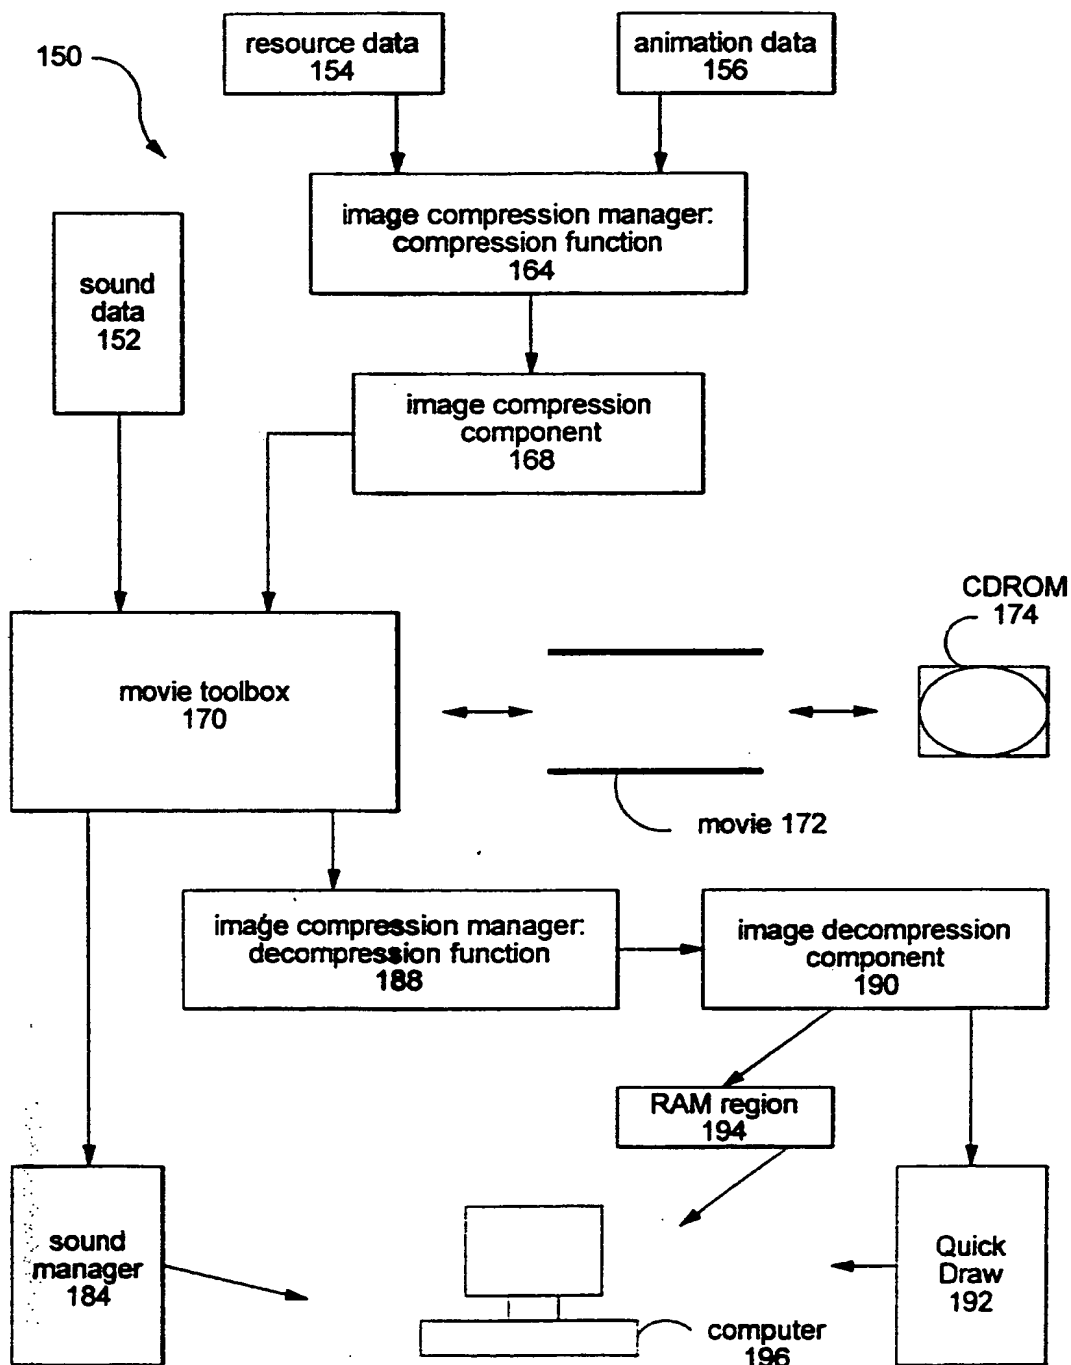 150
resource data
154
animation data
156
image compression manager:
compression function
164
sound
data
152
image compression
component
168
CDROM
174
movie toolbox
170
movie 172
image compression manager:
decompression function
188
image decompression
component
190
RAM region
194
sound
manager
184
Quick
Draw
192
computer
196